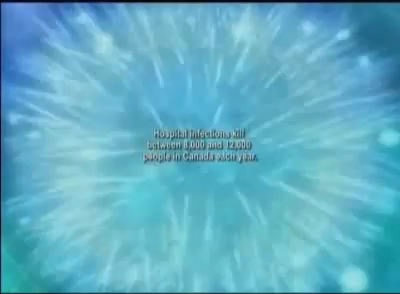 Hospital infections kill
between 8,000 and 12,000
people in Canada each year.